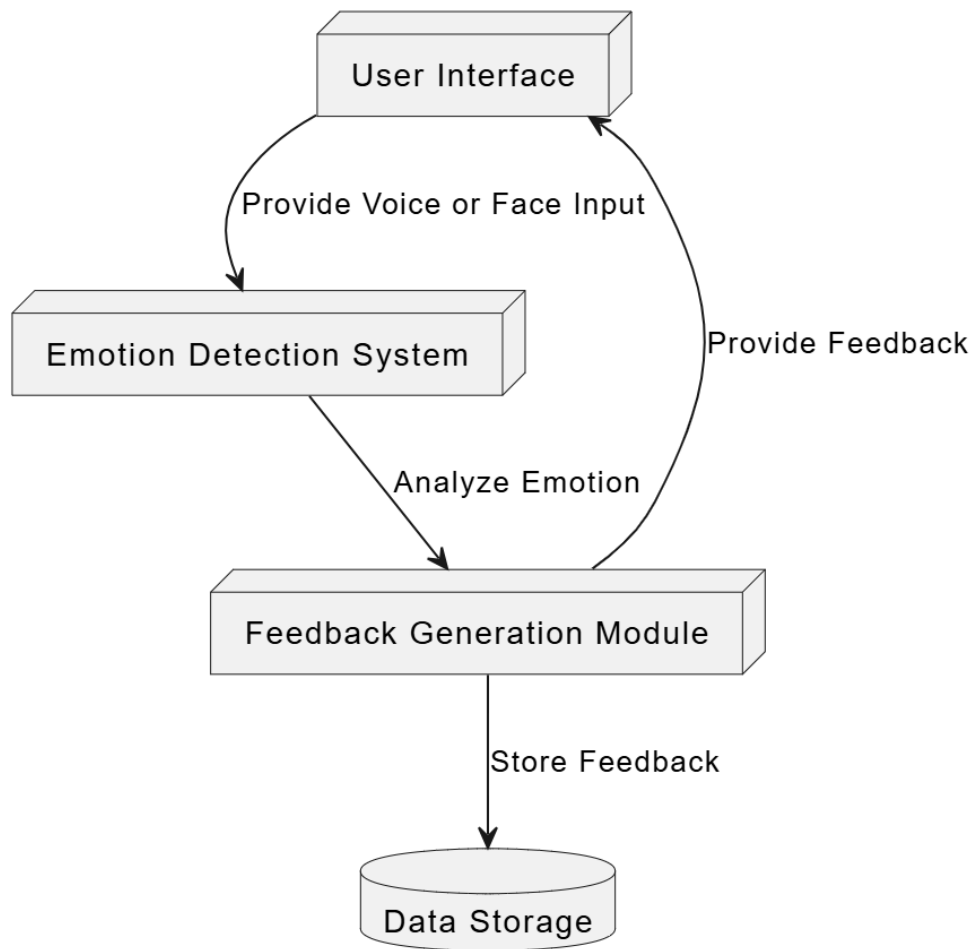 User Interface
Provide Voice or Face Input
Emotion Detection System
Provide Feedback
Analyze Emotion
Feedback Generation Module
Store Feedback
Data Storage